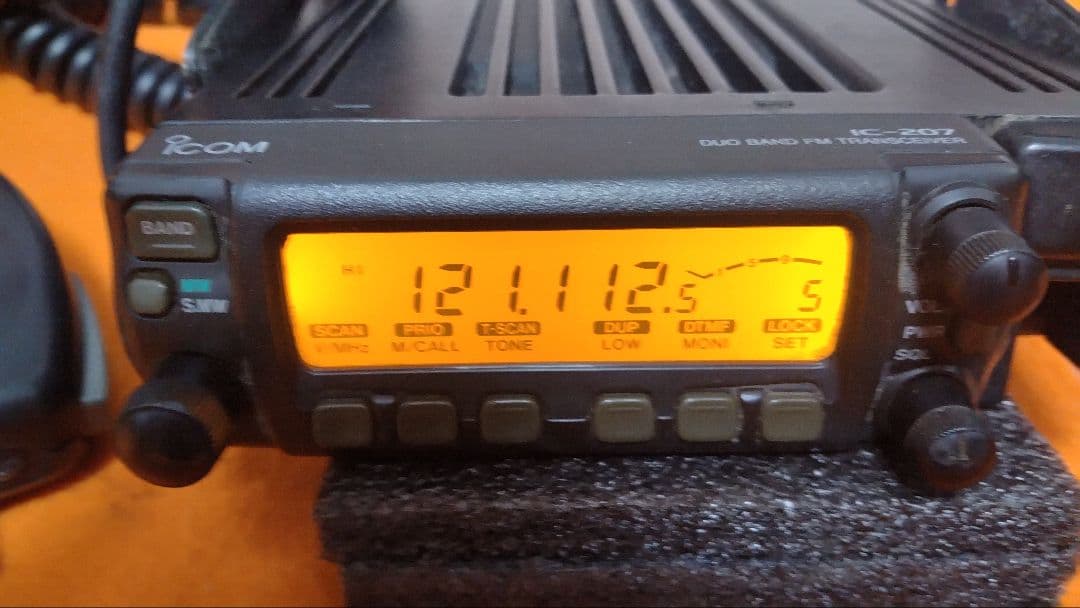 ICOM
IC-207
DUO BAND FM TRANSCEIVER
BAND
121.112.5 5
S.MW
SCAN PRIO T-SCAN DUP DTMF LOCK
V/MHz M/CALL TONE LOW MONI SET
VOL
PWR
SQL